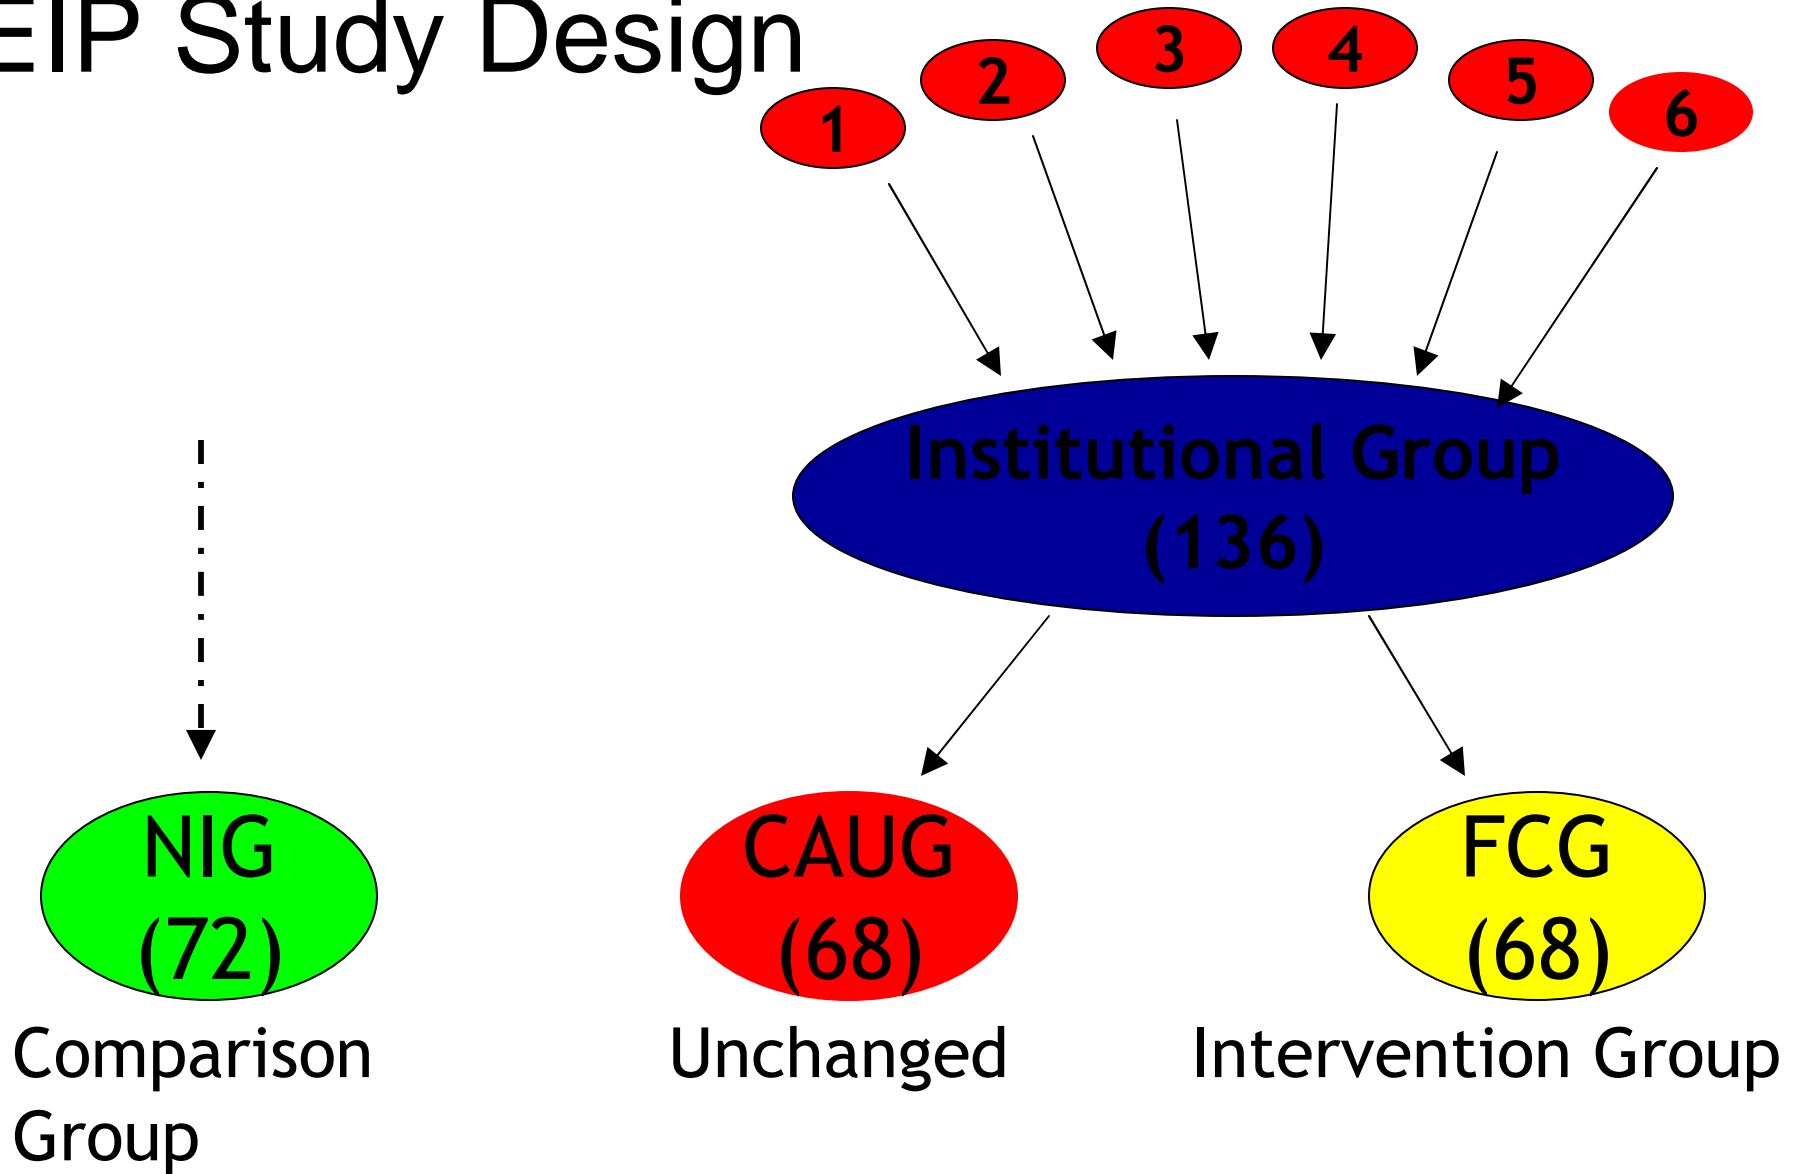 EIP Study Design
1
2
3
4
5
6
Institutional Group
(136)
NIG
(72)
CAUG
(68)
FCG
(68)
Comparison
Group
Unchanged
Intervention Group